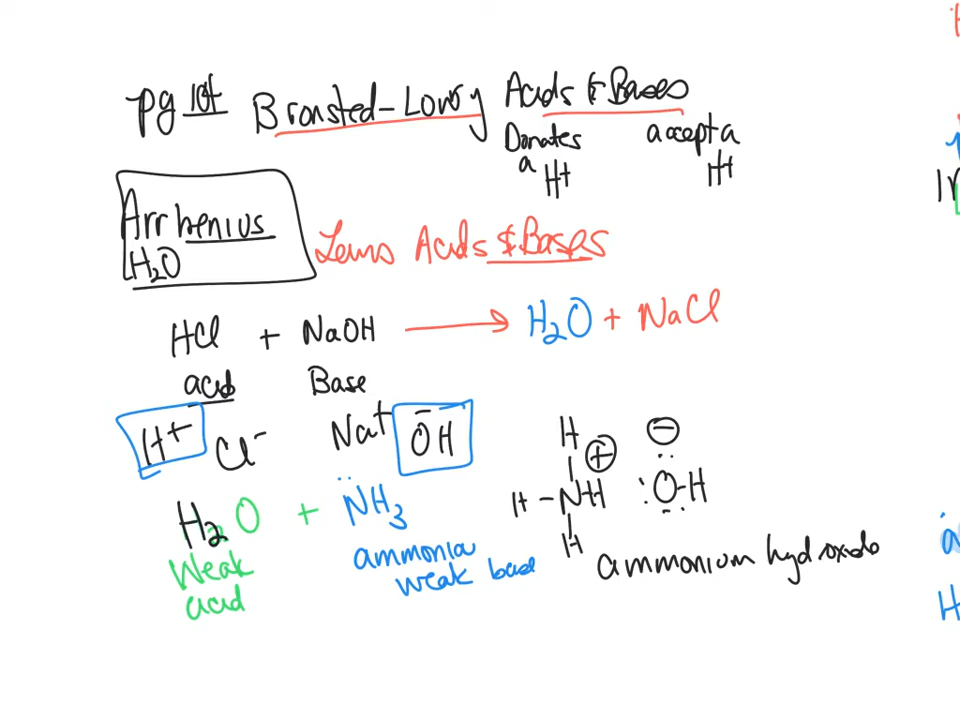 pg 104 Bronsted-Lowry Acids & Bases
Donates a H+
accept a H+
Arrhenius
H₂O
Lewis Acids & Bases
HCl + NaOH → H₂O + NaCl
acid Base
H+ Cl⁻ Na+ ⁻OH
H₂O + :NH₃
Weak acid
ammonia weak base
H
H–N–H ⊕
H
⊖
:Ö–H
ammonium hydroxide